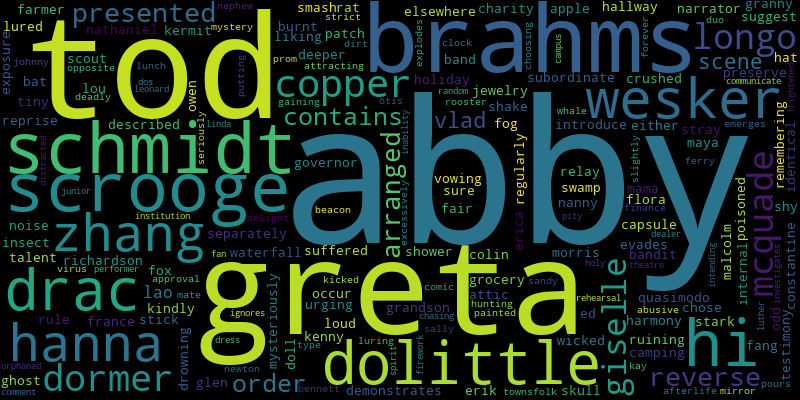 farmer
presented
nephew
smashrat
elsewhere
charity
apple
hallway
narrator
granny
lured
nathaniel
kermit
mystery
strict
burnt
liking
patch
dirt
explodes
clock
choosing
campus
forever
duo
suggest
tod
brahms
longo
exposure
johnny
scout
opposite
lunch
prom
deeper
attracting
band
subordinate
scene
hat
bat
lou
dos
owen
putting
copper
holiday
jewelry
crushed
preserve
communicate
tiny
deadly
leonard
gaining
otis
random
rooster
shake
whale
wesker
emerges
frightened
reprise
described
seriously
linda
contains
vlad
fog
introduce
either
stray
identical
remembering
schmidt
distracted
governor
arranged
inability
excessively
regularly
abby
relay
maya
slightly
ferry
scrooge
junior
vowing
sure
swamp
mama
flora
poisoned
institution
delight
beacon
fair
nanny
pity
finance
shy
noise
zhang
erica
dealer
capsule
mcquade
insect
separately
evades
malcolm
internal
constantine
talent
richardson
fan
waterfall
suffered
shower
colin
morris
bandit
intending
virus
performer
fox
approval
greta
kicked
comic
grocery
holy
theatre
odd
investigates
testimony
drac
lao
mate
mysteriously
occur
attic
hunting
sandy
giselle
quasimodo
chose
abusive
kindly
urging
grandson
chasing
painted
rehearsal
ed
harmony
stark
luther
rule
france
stick
ignores
loud
kenny
sally
firework
wicked
ruining
hi
fang
hanna
drowning
dress
doll
type
luring
spirit
dolittle
camping
orphaned
ghost
dormer
glen
newton
order
bennett
demonstrates
erik
skull
townsfolk
kay
reverse
afterlife
mirror
comment
pours